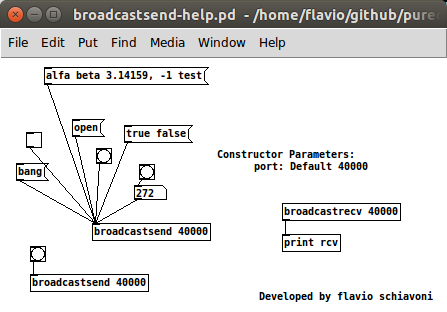 broadcastsend-help.pd - /home/flavio/github/pure
File Edit Put Find Media Window Help
alfa beta 3.14159, -1 test
open
true false
bang
272
Constructor Parameters:
port: Default 40000
broadcastsend 40000
broadcastrecv 40000
print rcv
broadcastsend 40000
Developed by flavio schiavoni